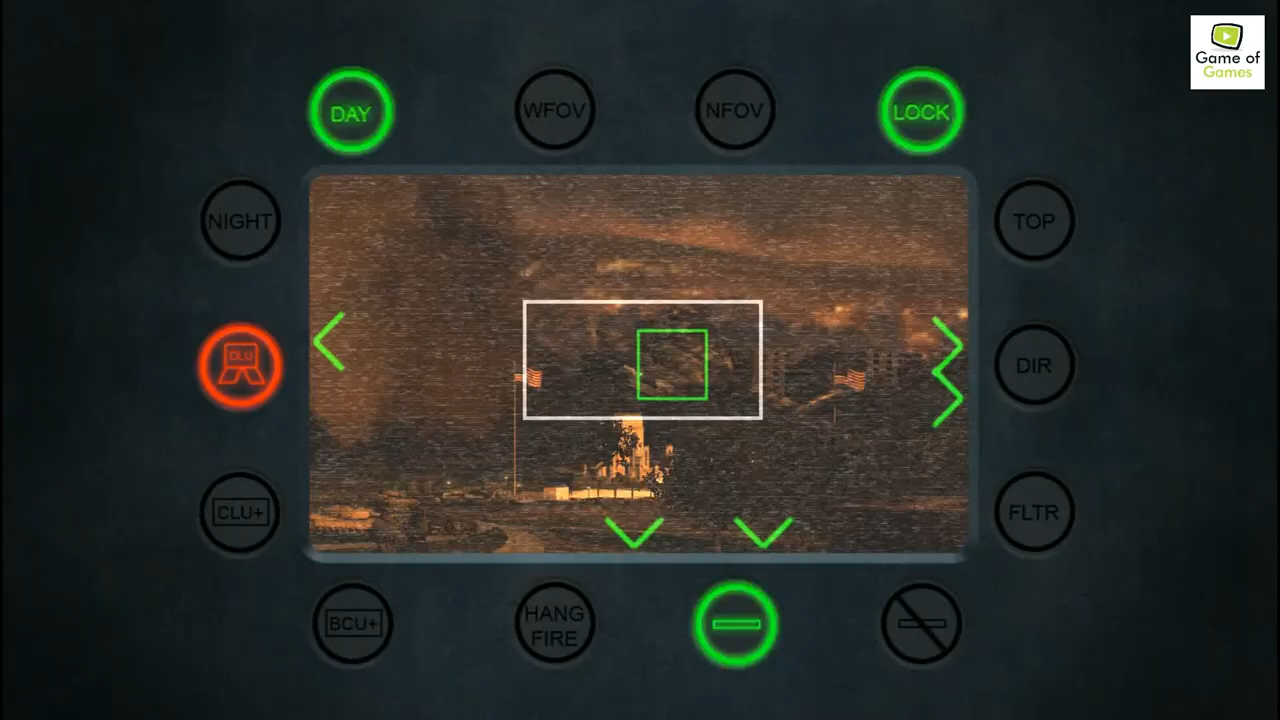 Game of
Games
DAY
WFOV
NFOV
LOCK
NIGHT
TOP
CLU
DIR
CLU+
FLTR
BCU+
HANG
FIRE